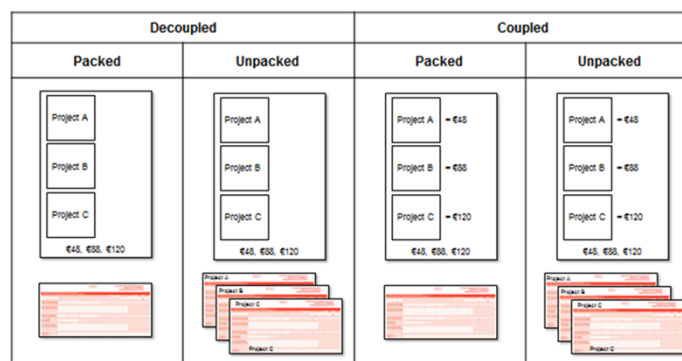 Decoupled
Coupled
Packed
Unpacked
Packed
Unpacked
Project A
Project B
Project C
€48, €88, €120
Project A
Project B
Project C
€48, €88, €120
Project A = €48
Project B = €88
Project C = €120
€48, €88, €120
Project A = €48
Project B = €88
Project C = €120
€48, €88, €120
Project A
Project B
Project C
Project C
Project A
Project B
Project C
Project C